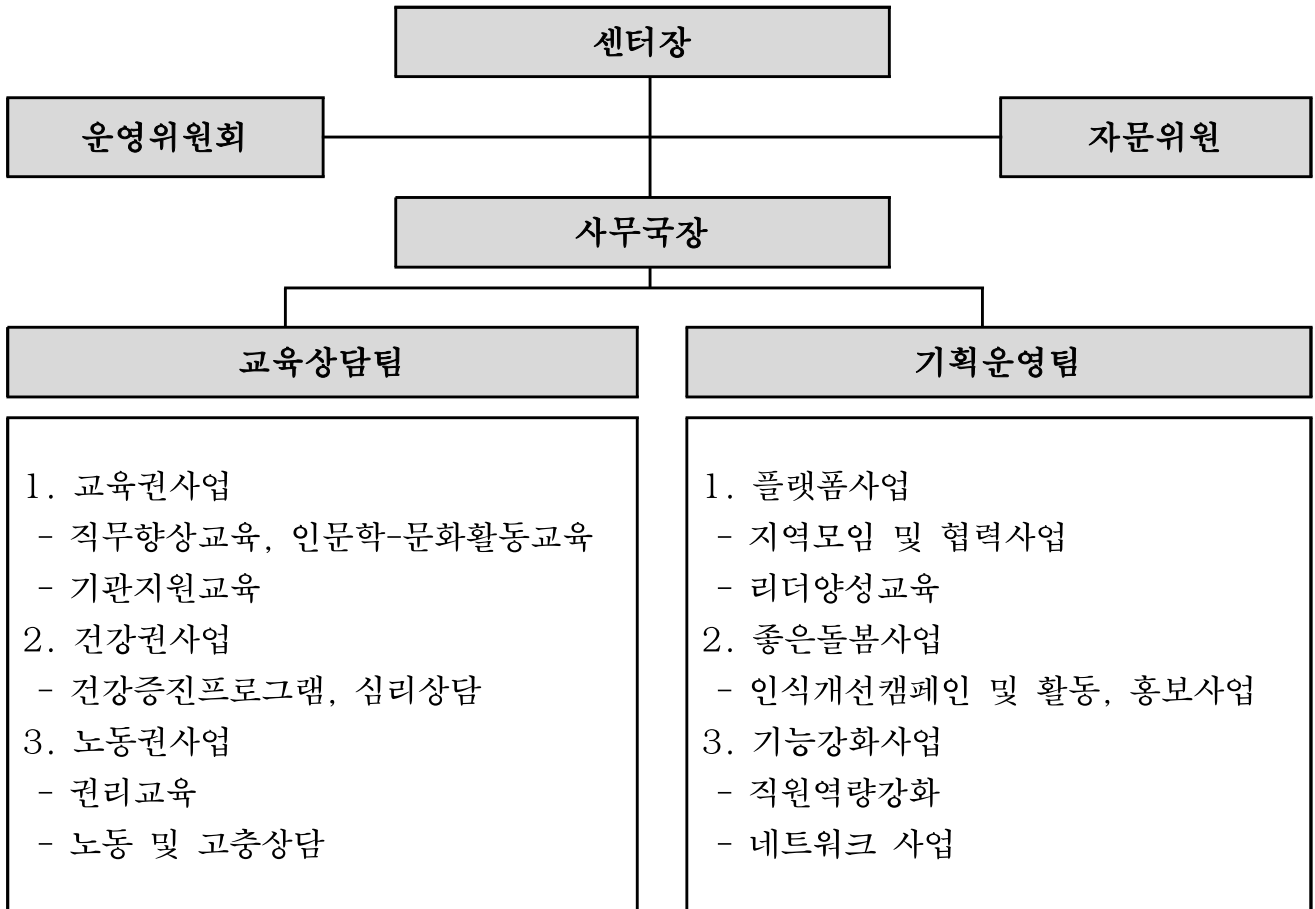 센터장
운영위원회
자문위원
사무국장
교육상담팀
1. 교육권사업
- 직무향상교육, 인문학-문화활동교육
- 기관지원교육
2. 건강권사업
- 건강증진프로그램, 심리상담
3. 노동권사업
- 권리교육
- 노동 및 고충상담
기획운영팀
1. 플랫폼사업
- 지역모임 및 협력사업
- 리더양성교육
2. 좋은돌봄사업
- 인식개선캠페인 및 활동, 홍보사업
3. 기능강화사업
- 직원역량강화
- 네트워크 사업